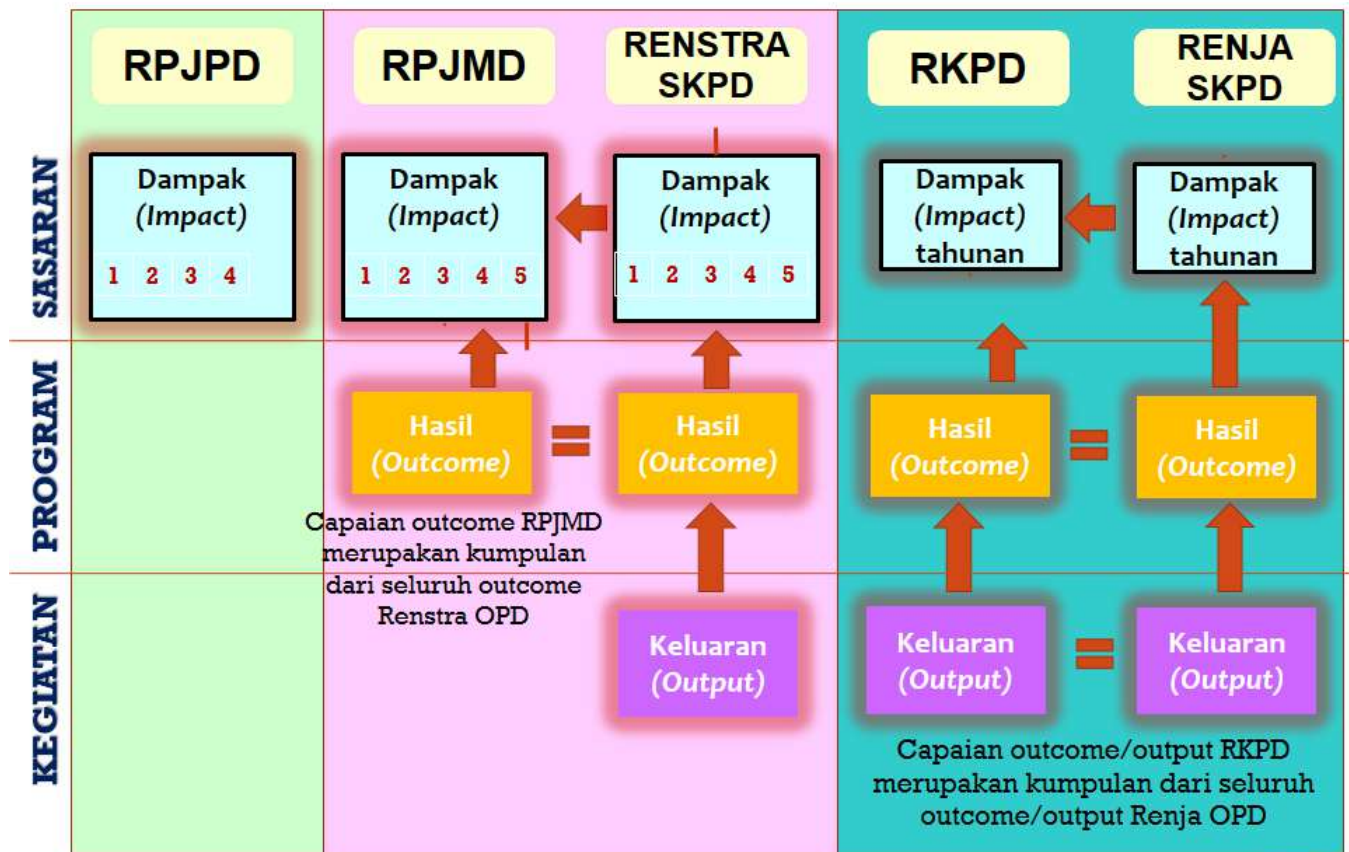 RPJPD
RPJMD
RENSTRA
SKPD
RKPD
RENJA
SKPD
SASARAN
Dampak
(Impact)
1 2 3 4
Dampak
(Impact)
1 2 3 4 5
Dampak
(Impact)
1 2 3 4 5
Dampak
(Impact)
tahunan
Dampak
(Impact)
tahunan
PROGRAM
Hasil
(Outcome)
=
Hasil
(Outcome)
Hasil
(Outcome)
=
Hasil
(Outcome)
Capaian outcome RPJMD
merupakan kumpulan
dari seluruh outcome
Renstra OPD
KEGIATAN
Keluaran
(Output)
Keluaran
(Output)
=
Keluaran
(Output)
Capaian outcome/output RKPD
merupakan kumpulan dari seluruh
outcome/output Renja OPD